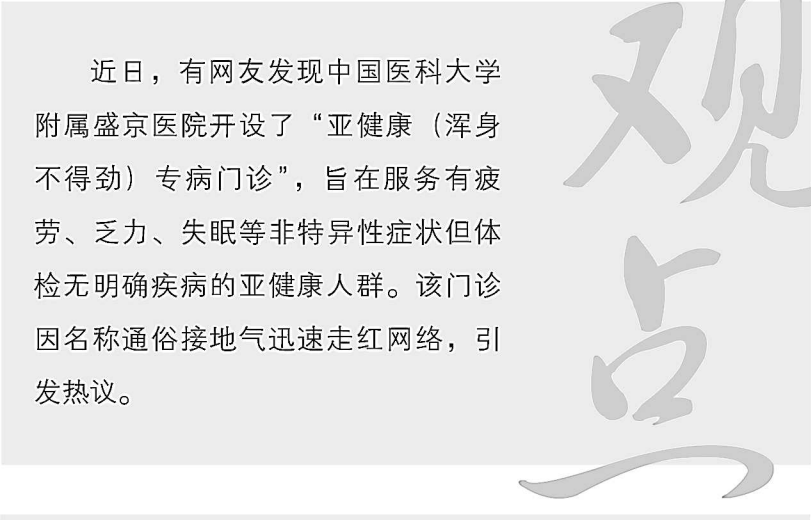 近日，有网友发现中国医科大学
附属盛京医院开设了“亚健康（浑身
不得劲）专病门诊”，旨在服务有疲
劳、乏力、失眠等非特异性症状但体
检无明确疾病的亚健康人群。该门诊
因名称通俗接地气迅速走红网络，引
发热议。
观点